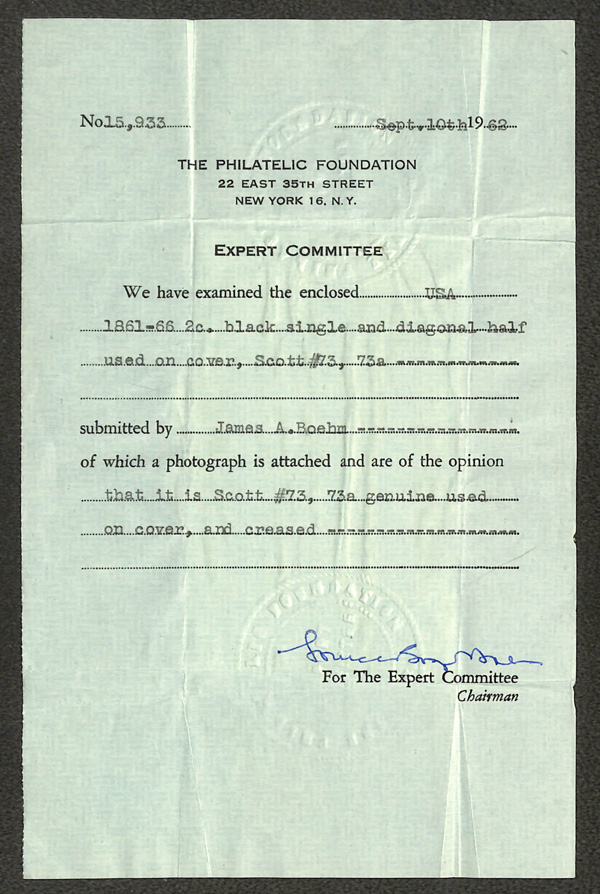 No. 15,933 Sept. 10th 1962
THE PHILATELIC FOUNDATION
22 EAST 35TH STREET
NEW YORK 16, N.Y.
EXPERT COMMITTEE
We have examined the enclosed USA
1861-66 2c. black single and diagonal half
used on cover, Scott #73, 73a ----------------
submitted by James A.Boehm ----------------
of which a photograph is attached and are of the opinion
that it is Scott #73, 73a genuine used
on cover, and creased ----------------
For The Expert Committee
Chairman